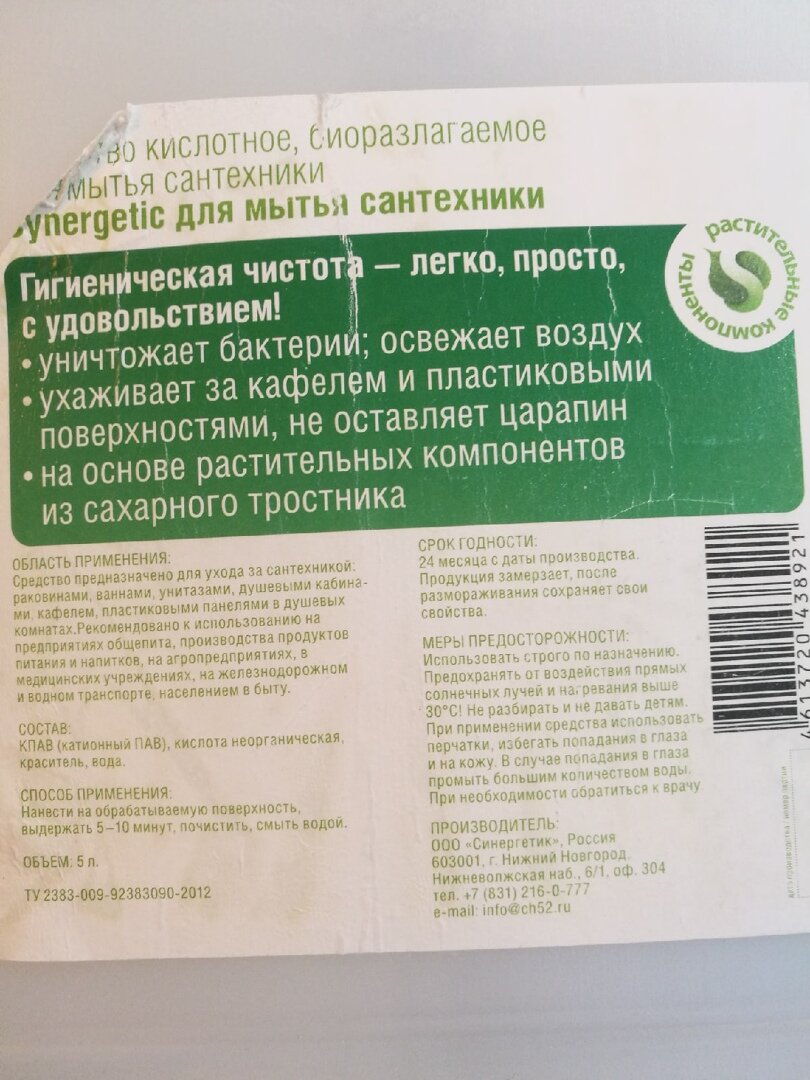 кислотное, биоразлагаемое
мытья сантехники
Synergetic для мытья сантехники
растительные компоненты
Гигиеническая чистота — легко, просто,
с удовольствием!
• уничтожает бактерии; освежает воздух
• ухаживает за кафелем и пластиковыми
поверхностями, не оставляет царапин
• на основе растительных компонентов
из сахарного тростника
ОБЛАСТЬ ПРИМЕНЕНИЯ:
Средство предназначено для ухода за сантехникой:
раковинами, ваннами, унитазами, душевыми кабина-
ми, кафелем, пластиковыми панелями в душевых
комнатах.Рекомендовано к использованию на
предприятиях общепита, производства продуктов
питания и напитков, на агропредприятиях, в
медицинских учреждениях, на железнодорожном
и водном транспорте, населением в быту.
СОСТАВ:
КПАВ (катионный ПАВ), кислота неорганическая,
краситель, вода.
СПОСОБ ПРИМЕНЕНИЯ:
Нанести на обрабатываемую поверхность,
выдержать 5–10 минут, почистить, смыть водой.
ОБЪЕМ: 5 л.
ТУ 2383-009-92383090-2012
СРОК ГОДНОСТИ:
24 месяца с даты производства.
Продукция замерзает, после
размораживания сохраняет свои
свойства.
МЕРЫ ПРЕДОСТОРОЖНОСТИ:
Использовать строго по назначению.
Предохранять от воздействия прямых
солнечных лучей и нагревания выше
30°С! Не разбирать и не давать детям.
При применении средства использовать
перчатки, избегать попадания в глаза
и на кожу. В случае попадания в глаза
промыть большим количеством воды.
При необходимости обратиться к врачу
ПРОИЗВОДИТЕЛЬ:
ООО «Синергетик», Россия
603001, г. Нижний Новгород,
Нижневолжская наб., 6/1, оф. 304
тел. +7 (831) 216-0-777
e-mail: info@ch52.ru
4 613720 438921
дата производства / номер партии